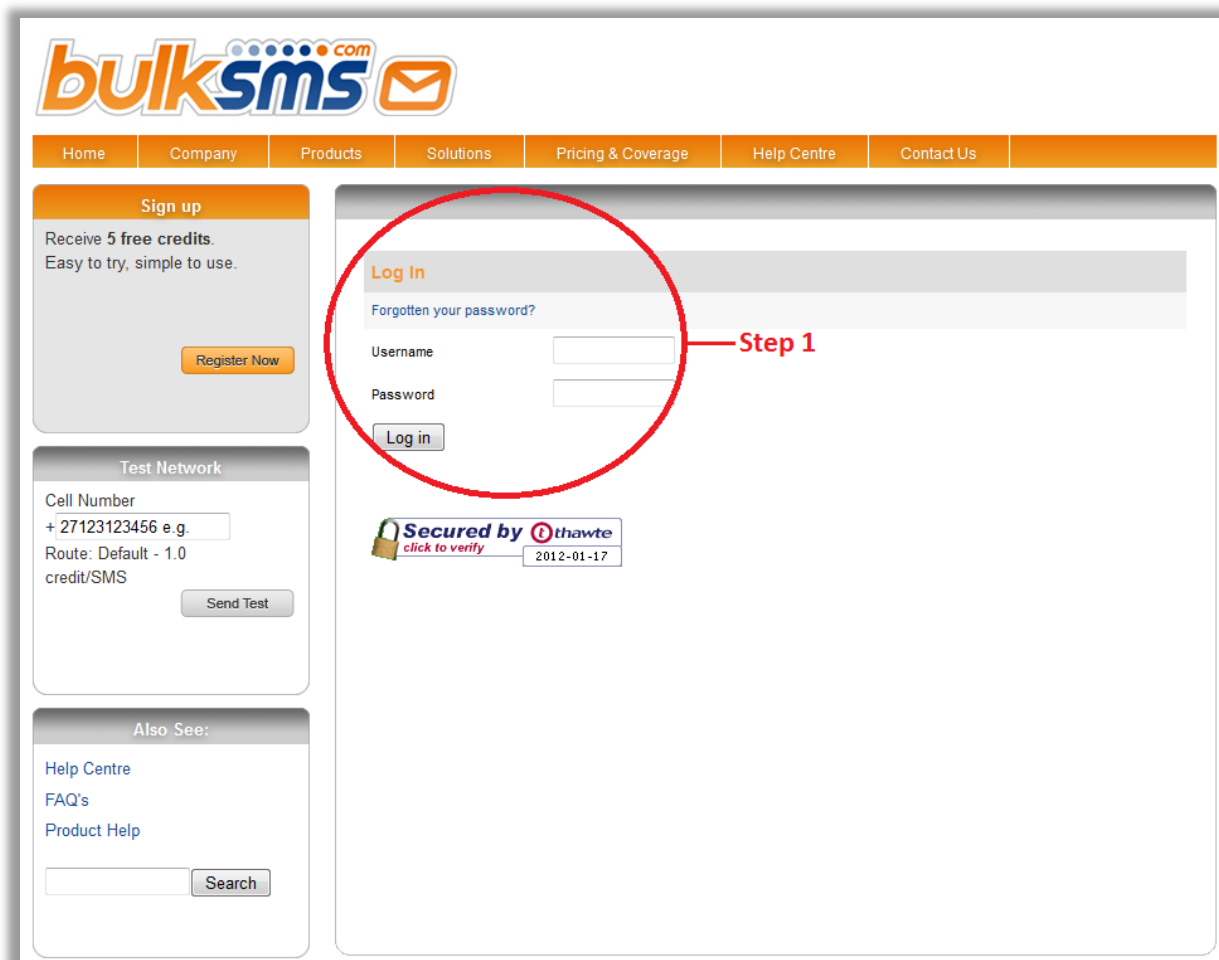 bulksms.com
Home Company Products Solutions Pricing & Coverage Help Centre Contact Us
Sign up
Receive 5 free credits.
Easy to try, simple to use.
Register Now
Test Network
Cell Number
+ 27123123456 e.g.
Route: Default - 1.0
credit/SMS
Send Test
Also See:
Help Centre
FAQ's
Product Help
Search
Log In
Forgotten your password?
Username
Step 1
Password
Log in
Secured by thawte
click to verify
2012-01-17